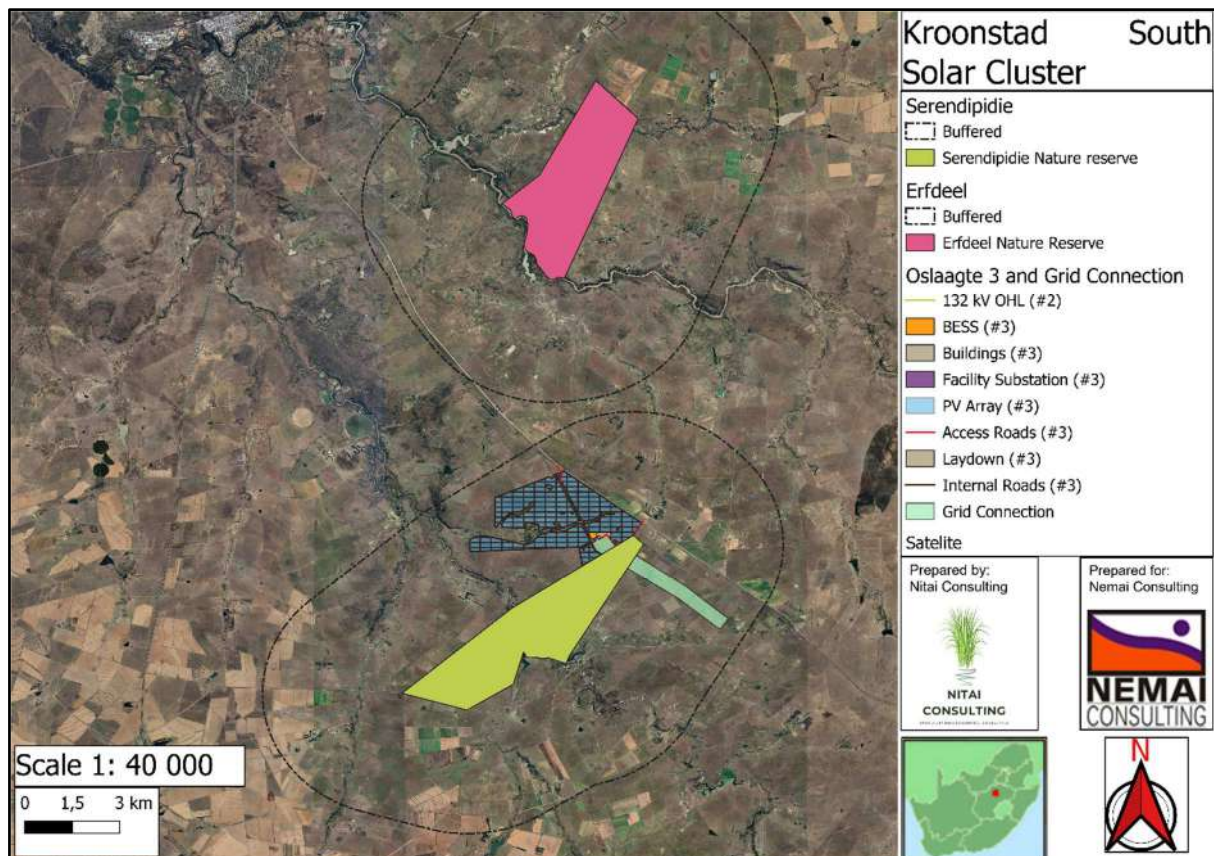 Kroonstad South
Solar Cluster
Serendipidie
Buffered
Serendipidie Nature reserve
Erfdeel
Buffered
Erfdeel Nature Reserve
Oslaagte 3 and Grid Connection
132 kV OHL (#2)
BESS (#3)
Buildings (#3)
Facility Substation (#3)
PV Array (#3)
Access Roads (#3)
Laydown (#3)
Internal Roads (#3)
Grid Connection
Satelite
Prepared by:
Nitai Consulting
NITAI
CONSULTING
Prepared for:
Nemai Consulting
NEMAI
CONSULTING
Scale 1: 40 000
0 1,5 3 km
N